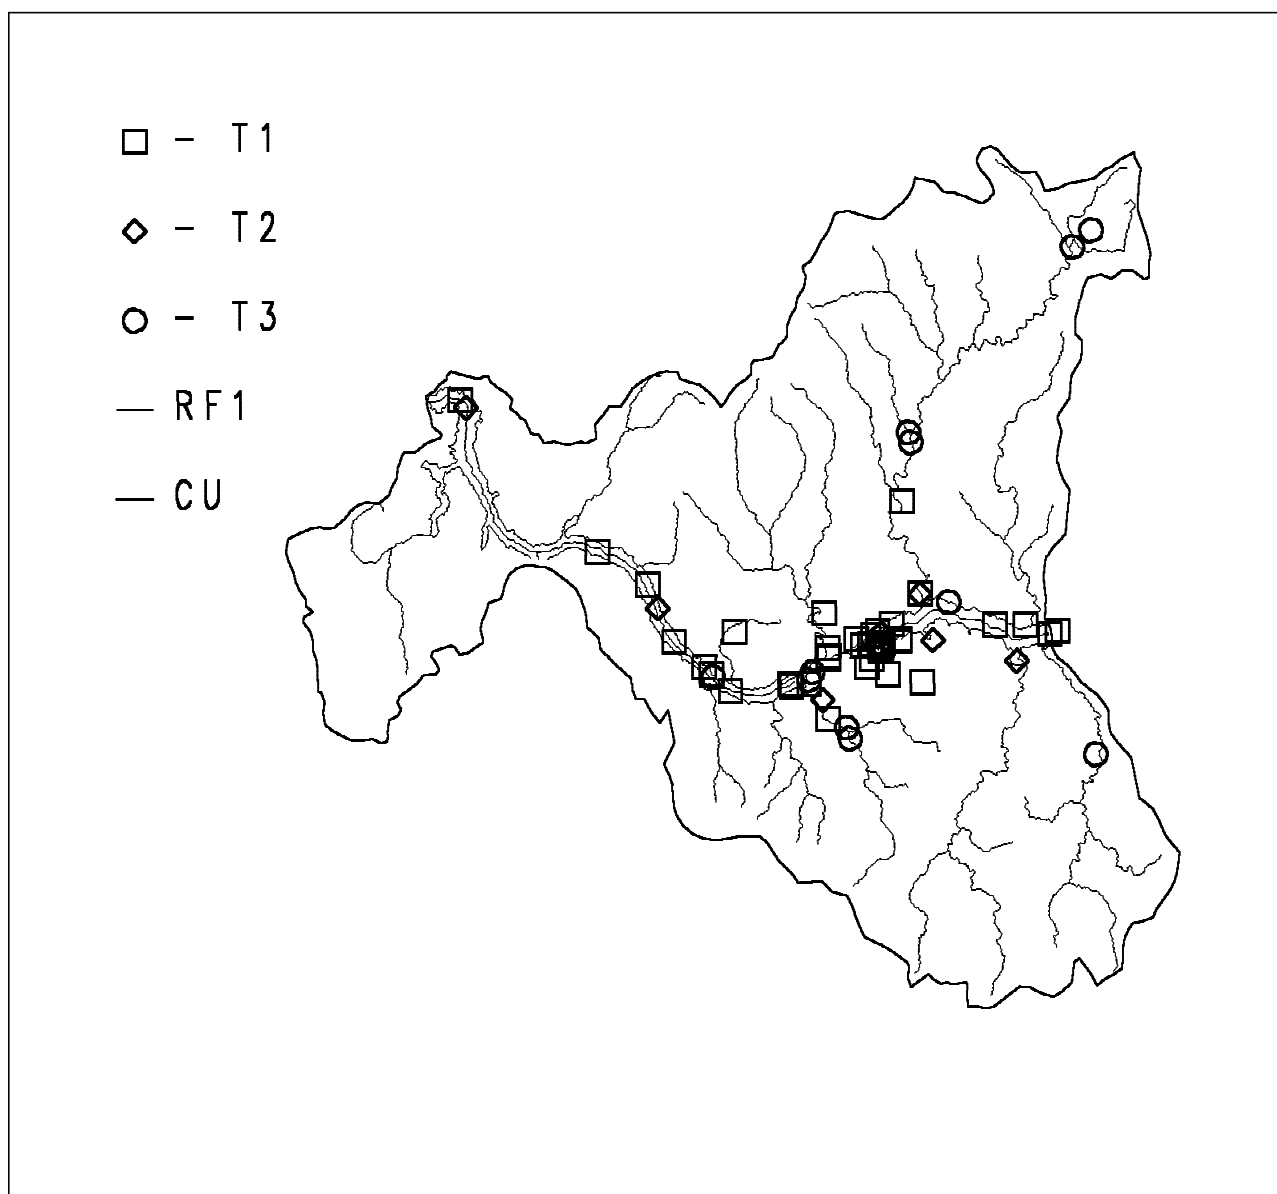 □ – T1
◇ – T2
○ – T3
— RF1
— CU